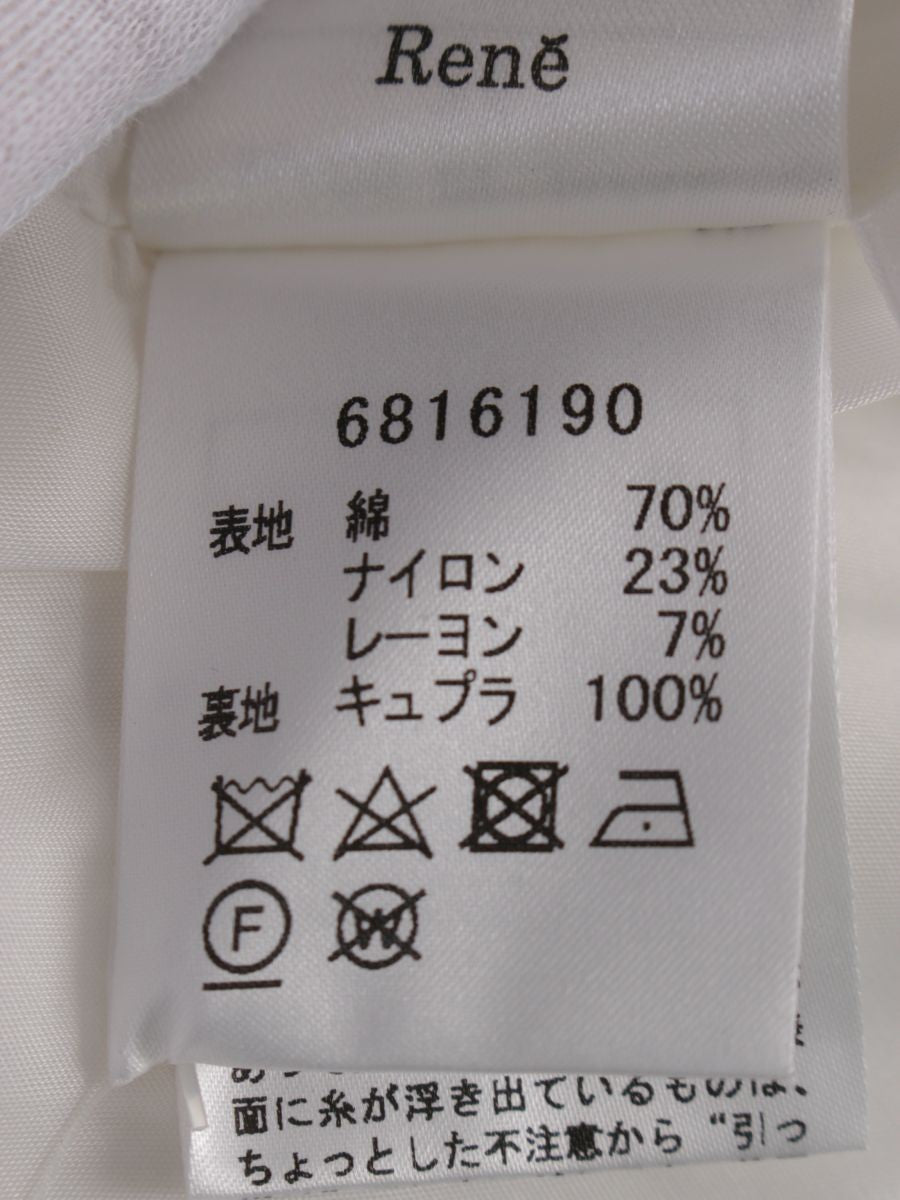 René
6816190
表地 綿 70%
ナイロン 23%
レーヨン 7%
裏地 キュプラ 100%
F
W
面に糸が浮き出ているものは、
ちょっとした不注意から“引っ